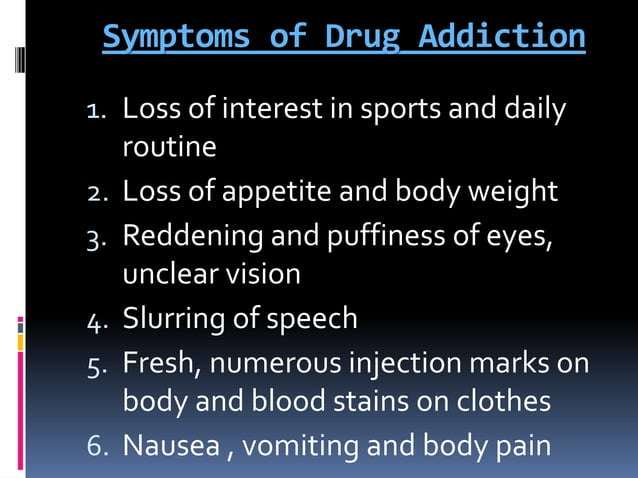 Symptoms of Drug Addiction
1. Loss of interest in sports and daily
routine
2. Loss of appetite and body weight
3. Reddening and puffiness of eyes,
unclear vision
4. Slurring of speech
5. Fresh, numerous injection marks on
body and blood stains on clothes
6. Nausea , vomiting and body pain